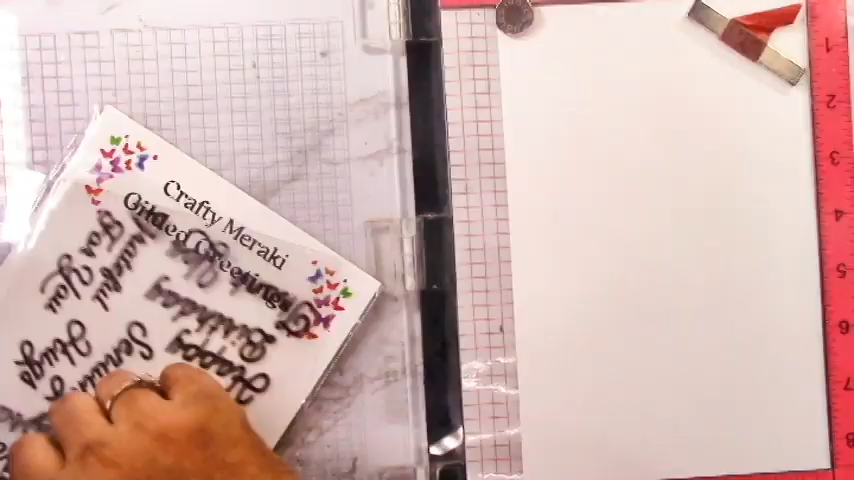 Crafty Meraki
Gilded Greetings
Grateful
For You
Happy
Birthday
Sending
Hugs
1
2
3
4
5
6
7
8